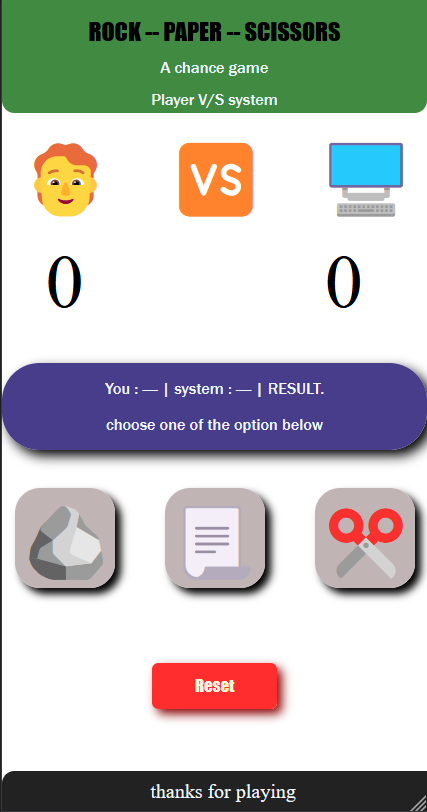 ROCK -- PAPER -- SCISSORS
A chance game
Player V/S system
VS
0 0
You : — | system : — | RESULT.
choose one of the option below
Reset
thanks for playing